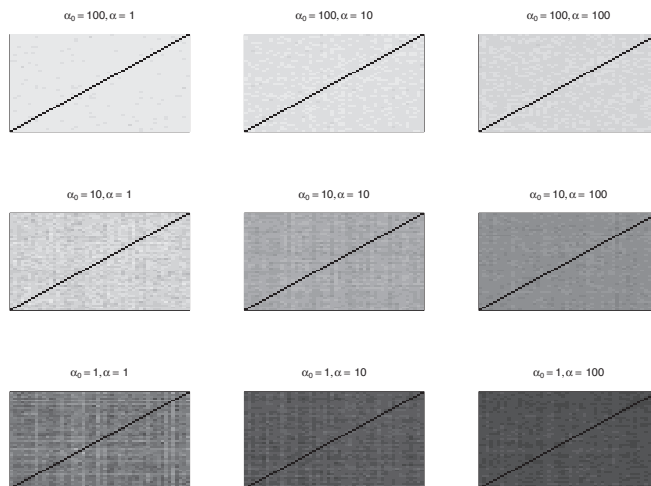 α₀ = 100, α = 1
α₀ = 100, α = 10
α₀ = 100, α = 100
α₀ = 10, α = 1
α₀ = 10, α = 10
α₀ = 10, α = 100
α₀ = 1, α = 1
α₀ = 1, α = 10
α₀ = 1, α = 100